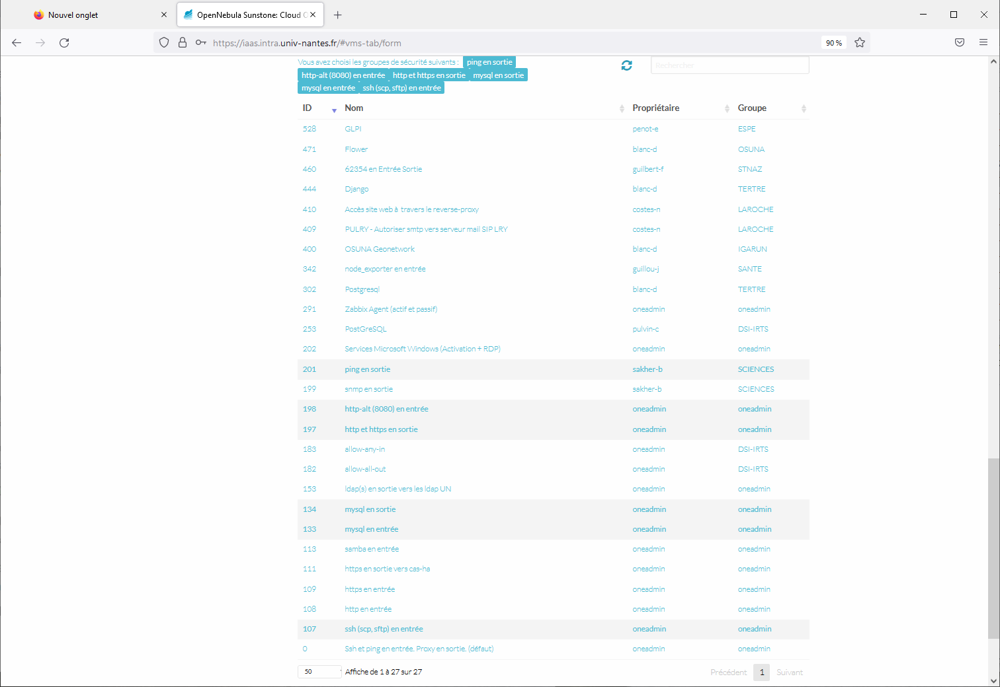 Nouvel onglet
OpenNebula Sunstone: Cloud O
https://iaas.intra.univ-nantes.fr/#vms-tab/form
90 %
Vous avez choisi les groupes de sécurité suivants : ping en sortie
http-alt (8080) en entrée http et https en sortie mysql en sortie
mysql en entrée ssh (scp, sftp) en entrée
Rechercher
ID Nom Propriétaire Groupe
528 GLPI penot-e ESPE
471 Flower blanc-d OSUNA
460 62354 en Entrée Sortie guilbert-f STNAZ
444 Django blanc-d TERTRE
410 Accès site web à travers le reverse-proxy costes-n LAROCHE
409 PULRY - Autoriser smtp vers serveur mail SIP LRY costes-n LAROCHE
400 OSUNA Geonetwork blanc-d IGARUN
342 node_exporter en entrée guillou-j SANTE
302 Postgresql blanc-d TERTRE
291 Zabbix Agent (actif et passif) oneadmin oneadmin
253 PostGreSQL pulvin-c DSI-IRTS
202 Services Microsoft Windows (Activation + RDP) oneadmin oneadmin
201 ping en sortie sakher-b SCIENCES
199 snmp en sortie sakher-b SCIENCES
198 http-alt (8080) en entrée oneadmin oneadmin
197 http et https en sortie oneadmin oneadmin
183 allow-any-in oneadmin DSI-IRTS
182 allow-all-out oneadmin DSI-IRTS
153 ldap(s) en sortie vers les ldap UN oneadmin oneadmin
134 mysql en sortie oneadmin oneadmin
133 mysql en entrée oneadmin oneadmin
113 samba en entrée oneadmin oneadmin
111 https en sortie vers cas-ha oneadmin oneadmin
109 https en entrée oneadmin oneadmin
108 http en entrée oneadmin oneadmin
107 ssh (scp, sftp) en entrée oneadmin oneadmin
0 Ssh et ping en entrée. Proxy en sortie. (défaut) oneadmin oneadmin
50 Affiche de 1 à 27 sur 27 Précédent 1 Suivant